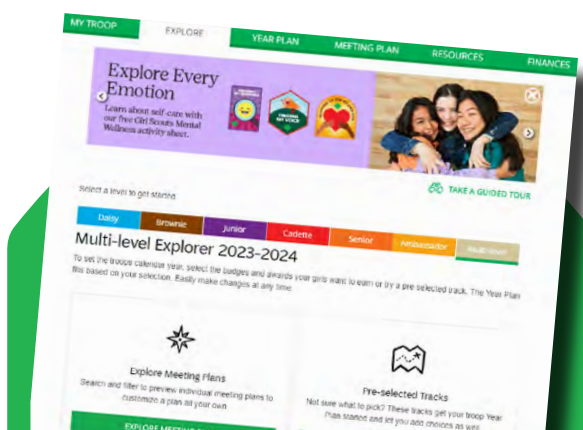 MY TROOP
EXPLORE
YEAR PLAN
MEETING PLAN
RESOURCES
FINANCES
Explore Every
Emotion
Learn about self-care with
our free Girl Scouts Mental
Wellness activity sheet.
FINDING
MY VOICE
TAKE A GUIDED TOUR
Select a level to get started
Daisy
Brownie
Junior
Cadette
Senior
Ambassador
Multi-level
Multi-level Explorer 2023-2024
To set the troops calendar year, select the badges and awards your girls want to earn or try a pre-selected track. The Year Plan
fills based on your selection. Easily make changes at any time.
Explore Meeting Plans
Search and filter to preview individual meeting plans to
customize a plan all your own
EXPLORE MEETING
Pre-selected Tracks
Not sure what to pick? These tracks get your troop Year
Plan started and let you add choices as well